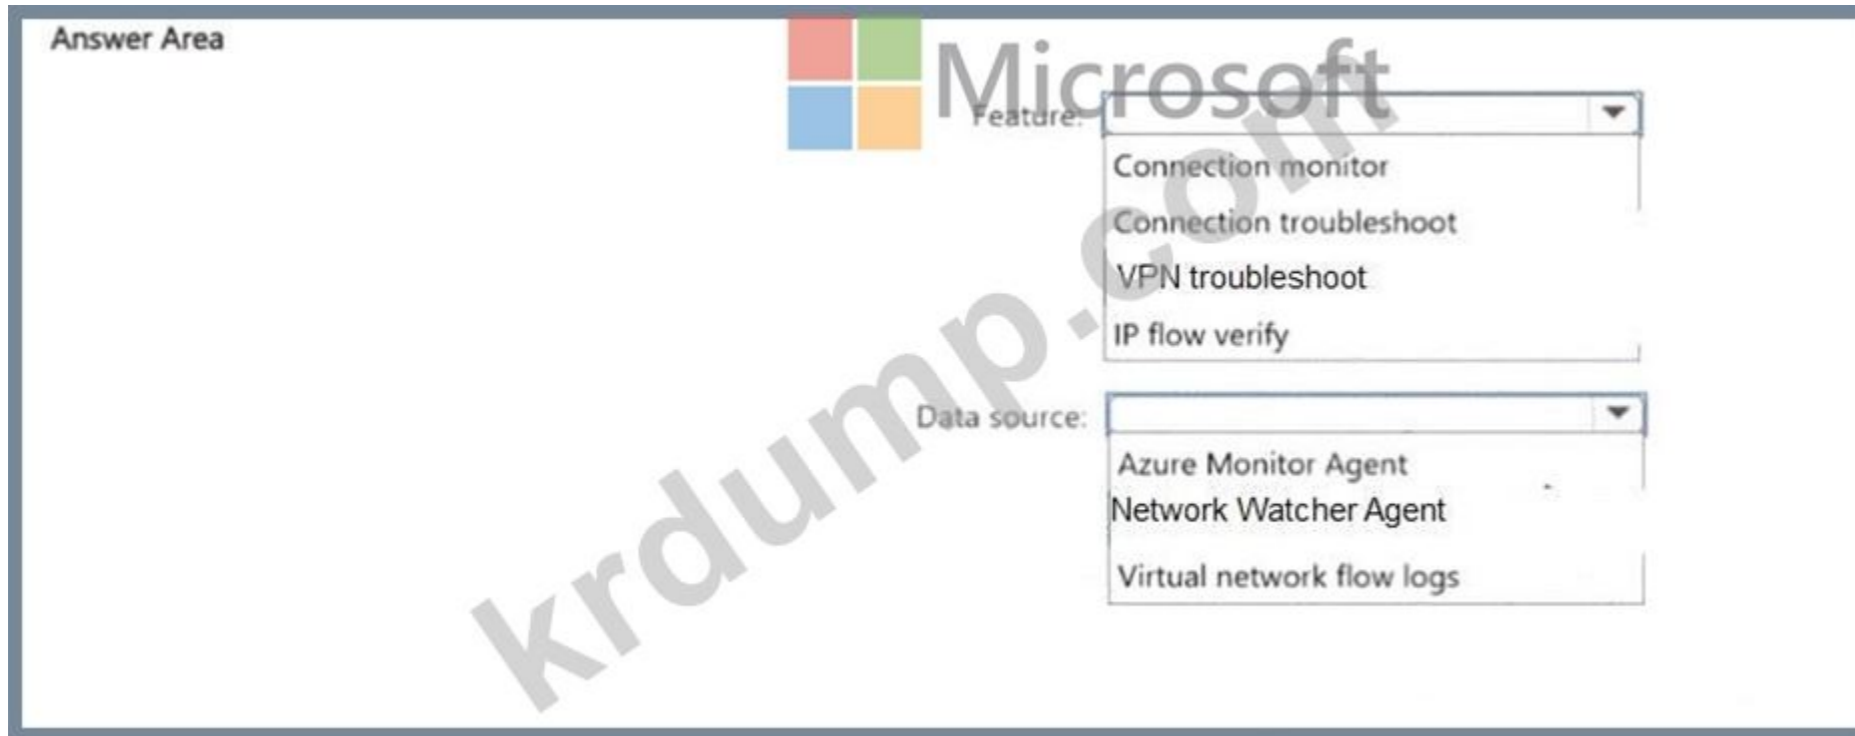 Answer Area
Microsoft
Feature:
Connection monitor
Connection troubleshoot
VPN troubleshoot
IP flow verify
Data source:
Azure Monitor Agent
Network Watcher Agent
Virtual network flow logs
krdump.com